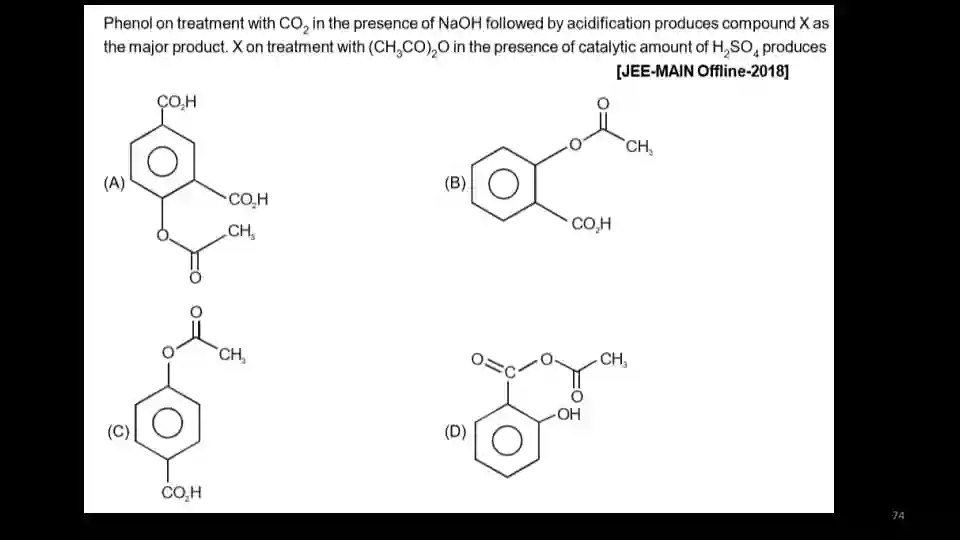 Phenol on treatment with CO₂ in the presence of NaOH followed by acidification produces compound X as
the major product. X on treatment with (CH₃CO)₂O in the presence of catalytic amount of H₂SO₄ produces
[JEE-MAIN Offline-2018]
(A)
CO₂H
CO₂H
O
CH₃
O
(B)
O
O
CH₃
CO₂H
(C)
O
O
CH₃
CO₂H
(D)
O
C
O
CH₃
O
OH
74